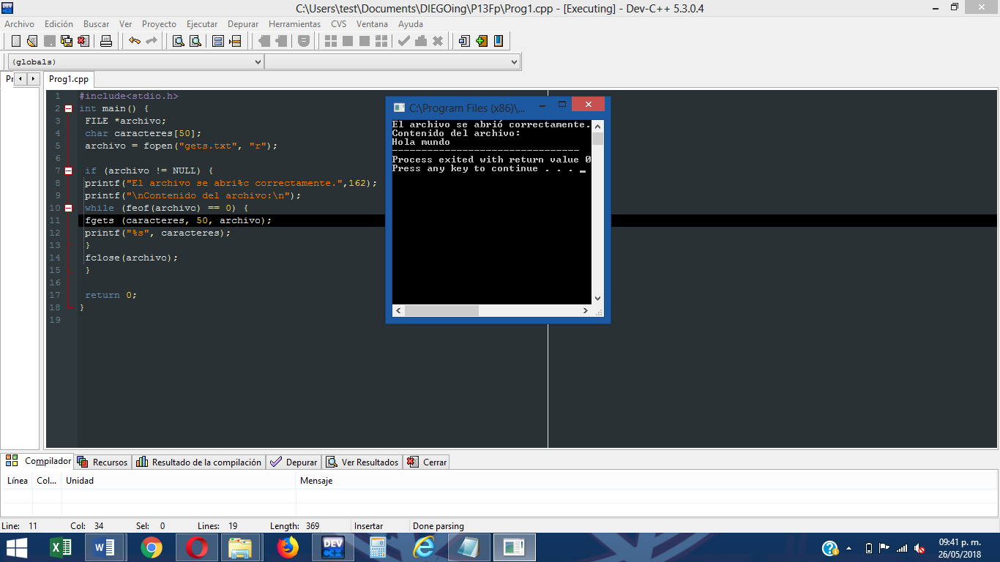 C:\Users\test\Documents\DIEGOing\P13Fp\Prog1.cpp - [Executing] - Dev-C++ 5.3.0.4
Archivo Edición Buscar Ver Proyecto Ejecutar Depurar Herramientas CVS Ventana Ayuda
(globals)
Pr
Prog1.cpp
1 #include<stdio.h>
2 int main() {
3 FILE *archivo;
4 char caracteres[50];
5 archivo = fopen("gets.txt", "r");
6
7 if (archivo != NULL) {
8 printf("El archivo se abri%c correctamente.",162);
9 printf("\nContenido del archivo:\n");
10 while (feof(archivo) == 0) {
11 fgets (caracteres, 50, archivo);
12 printf("%s", caracteres);
13 }
14 fclose(archivo);
15 }
16
17 return 0;
18 }
19
C:\Program Files (x86)\...
El archivo se abrió correctamente.
Contenido del archivo:
Hola mundo
--------------------------------
Process exited with return value 0
Press any key to continue . . . _
Compilador Recursos Resultado de la compilación Depurar Ver Resultados Cerrar
Línea Col... Unidad Mensaje
Line: 11 Col: 34 Sel: 0 Lines: 19 Length: 369 Insertar Done parsing
DEV C++
09:41 p. m.
26/05/2018